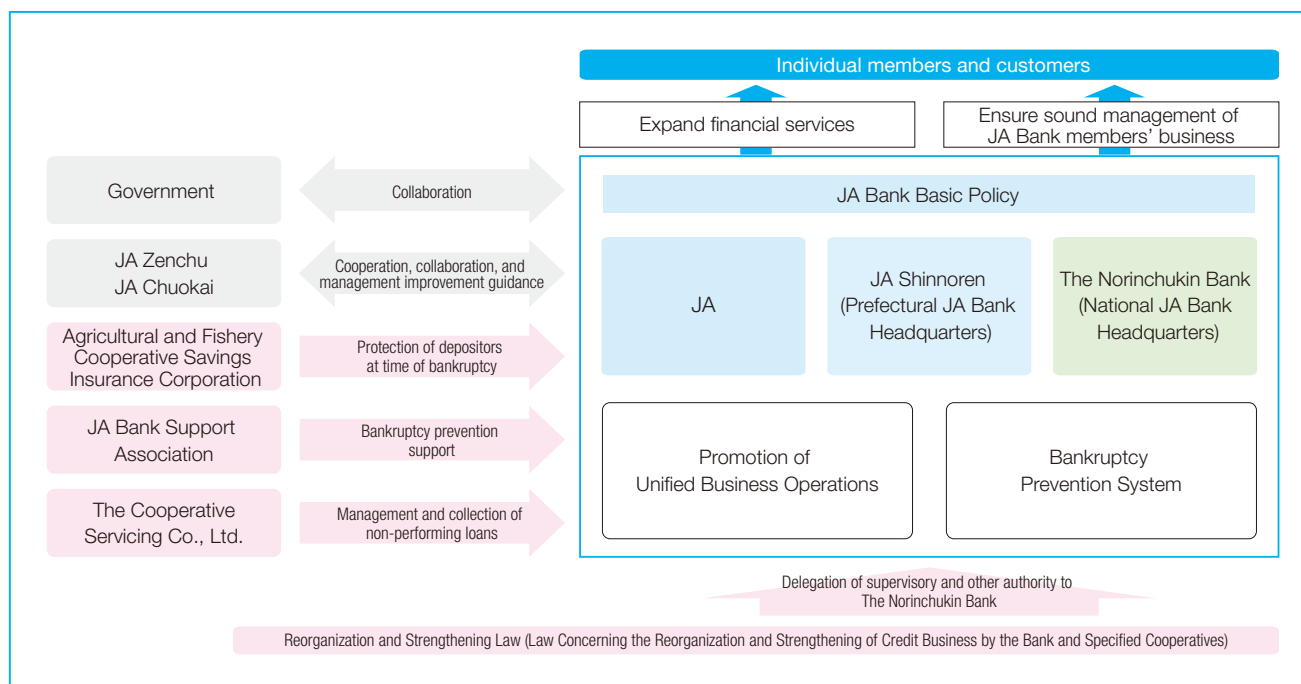 Individual members and customers
Expand financial services
Ensure sound management of
JA Bank members’ business
Government
Collaboration
JA Bank Basic Policy
JA Zenchu
JA Chuokai
Cooperation, collaboration, and
management improvement guidance
JA
JA Shinnoren
(Prefectural JA Bank
Headquarters)
The Norinchukin Bank
(National JA Bank
Headquarters)
Agricultural and Fishery
Cooperative Savings
Insurance Corporation
Protection of depositors
at time of bankruptcy
JA Bank Support
Association
Bankruptcy prevention
support
Promotion of
Unified Business Operations
Bankruptcy
Prevention System
The Cooperative
Servicing Co., Ltd.
Management and collection of
non-performing loans
Delegation of supervisory and other authority to
The Norinchukin Bank
Reorganization and Strengthening Law (Law Concerning the Reorganization and Strengthening of Credit Business by the Bank and Specified Cooperatives)